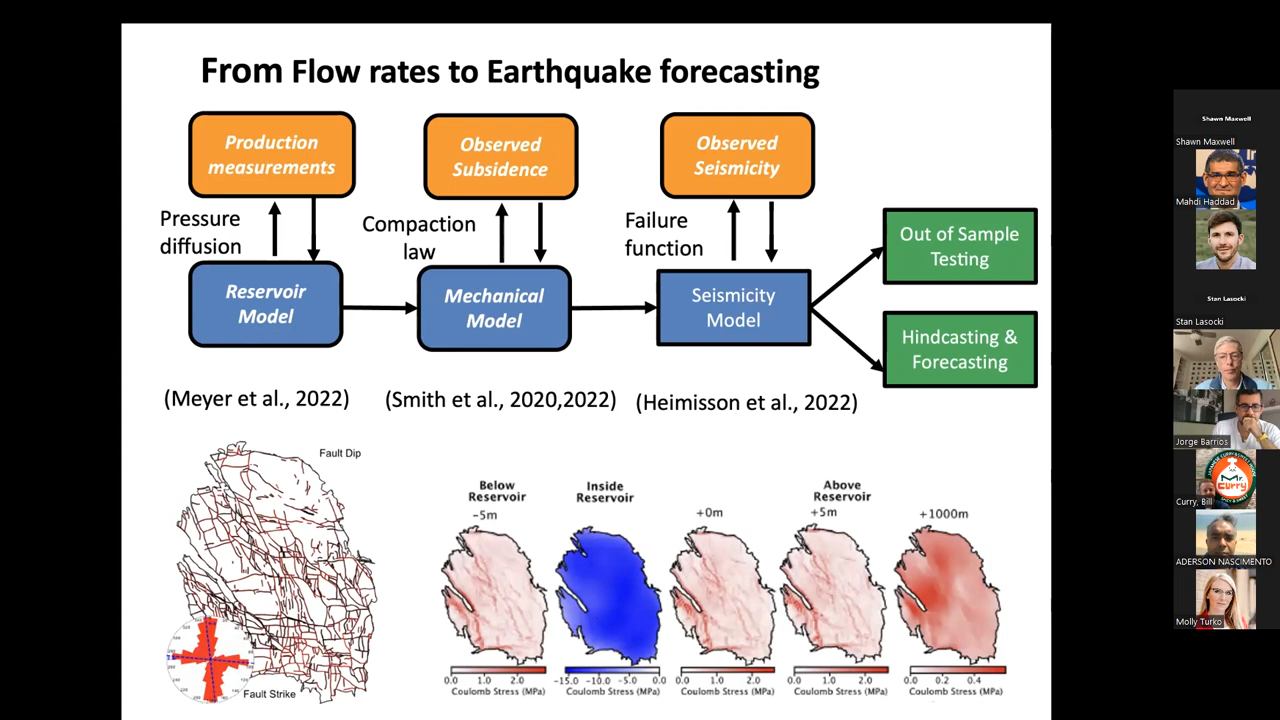 From Flow rates to Earthquake forecasting
Production
measurements
Observed
Subsidence
Observed
Seismicity
Pressure
diffusion
Compaction
law
Failure
function
Reservoir
Model
Mechanical
Model
Seismicity
Model
Out of Sample
Testing
Hindcasting &
Forecasting
(Meyer et al., 2022)
(Smith et al., 2020,2022)
(Heimisson et al., 2022)
Fault Dip
Fault Strike
Below
Reservoir
-5m
Inside
Reservoir
+0m
Above
Reservoir
+5m
+1000m
0.0 1.0 2.0
Coulomb Stress (MPa)
-15.0 -10.0 -5.0 0.0
Coulomb Stress (MPa)
0.0 1.0 2.0
Coulomb Stress (MPa)
0.0 1.0 2.0
Coulomb Stress (MPa)
0.0 0.2 0.4
Coulomb Stress (MPa)
Shawn Maxwell
Shawn Maxwell
Mahdi Haddad
Stan Lasocki
Stan Lasocki
Jorge Barrios
Mr.
Curry
Curry, Bill
ADERSON NASCIMENTO
Molly Turko